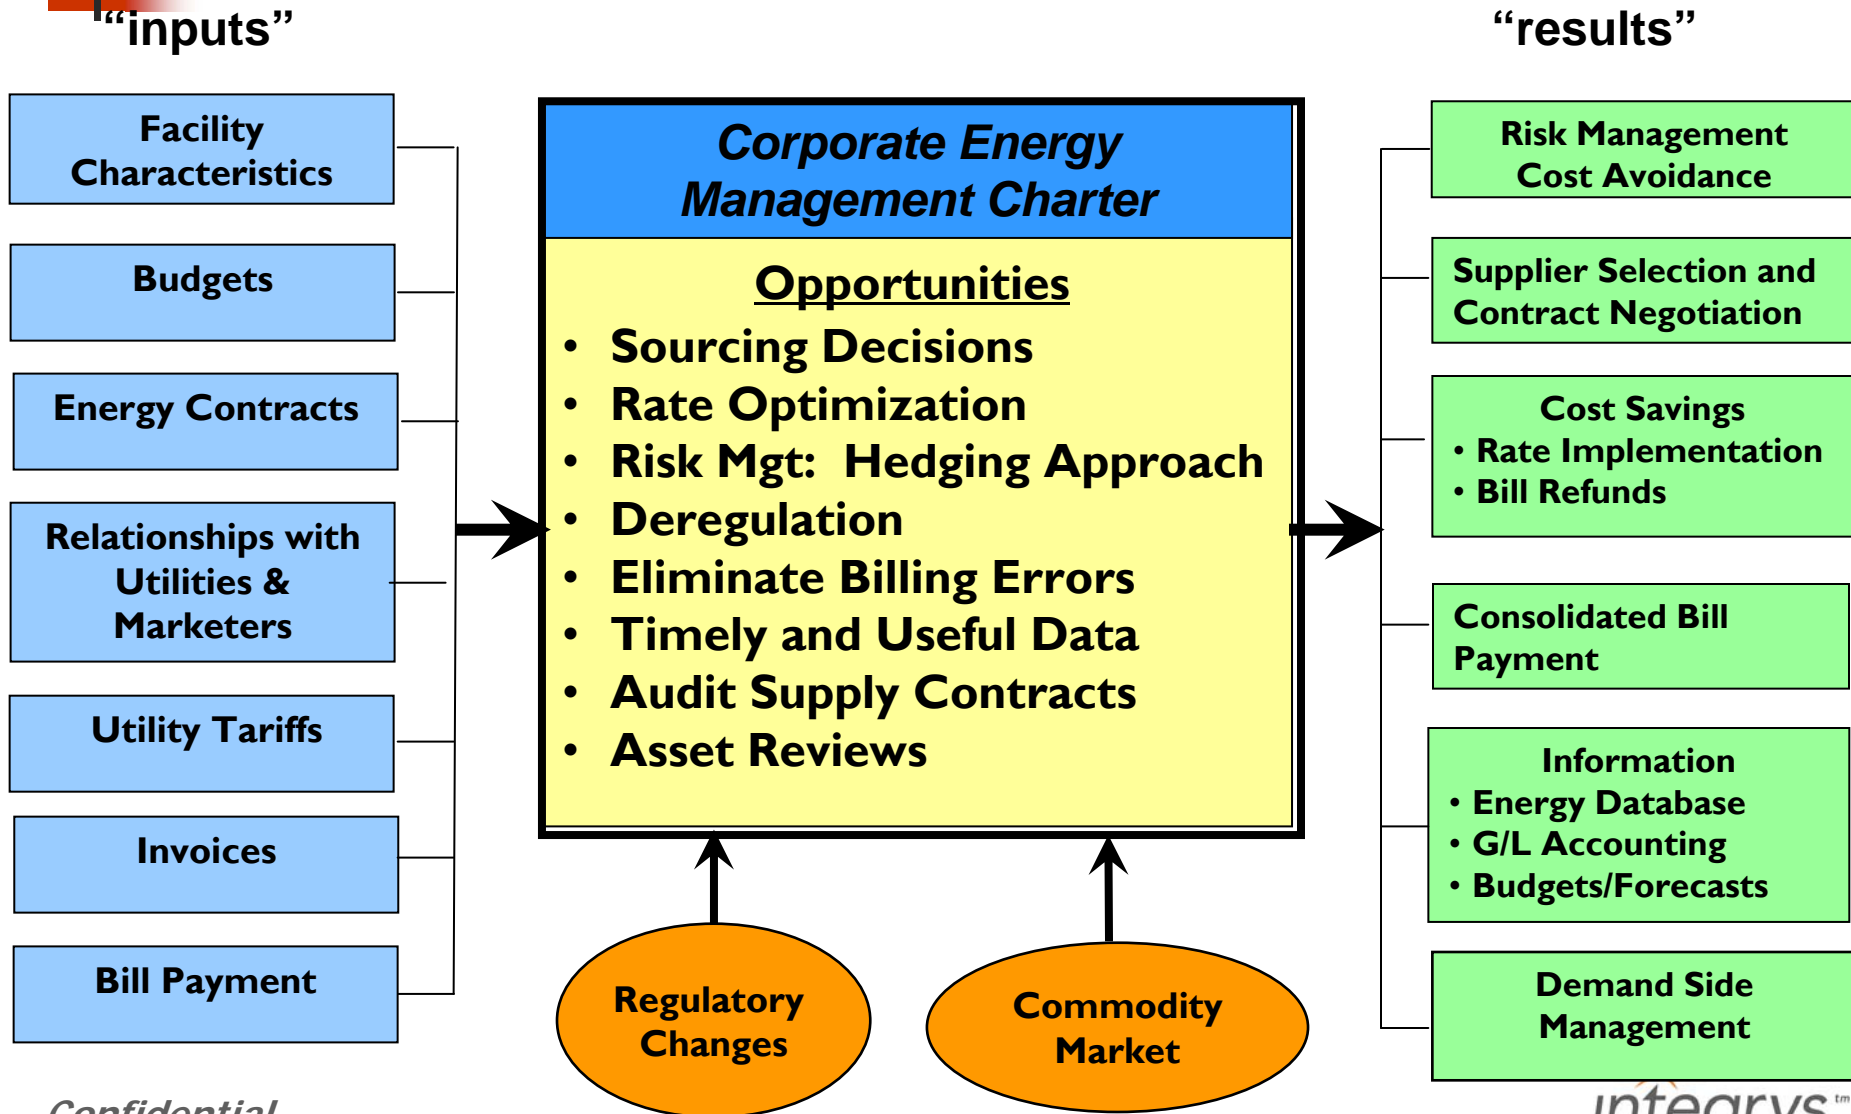 “inputs”
“results”
Facility
Characteristics
Budgets
Energy Contracts
Relationships with
Utilities &
Marketers
Utility Tariffs
Invoices
Bill Payment
Corporate Energy
Management Charter
Opportunities
• Sourcing Decisions
• Rate Optimization
• Risk Mgt: Hedging Approach
• Deregulation
• Eliminate Billing Errors
• Timely and Useful Data
• Audit Supply Contracts
• Asset Reviews
Regulatory
Changes
Commodity
Market
Risk Management
Cost Avoidance
Supplier Selection and
Contract Negotiation
Cost Savings
• Rate Implementation
• Bill Refunds
Consolidated Bill
Payment
Information
• Energy Database
• G/L Accounting
• Budgets/Forecasts
Demand Side
Management
Confidential
integrys™